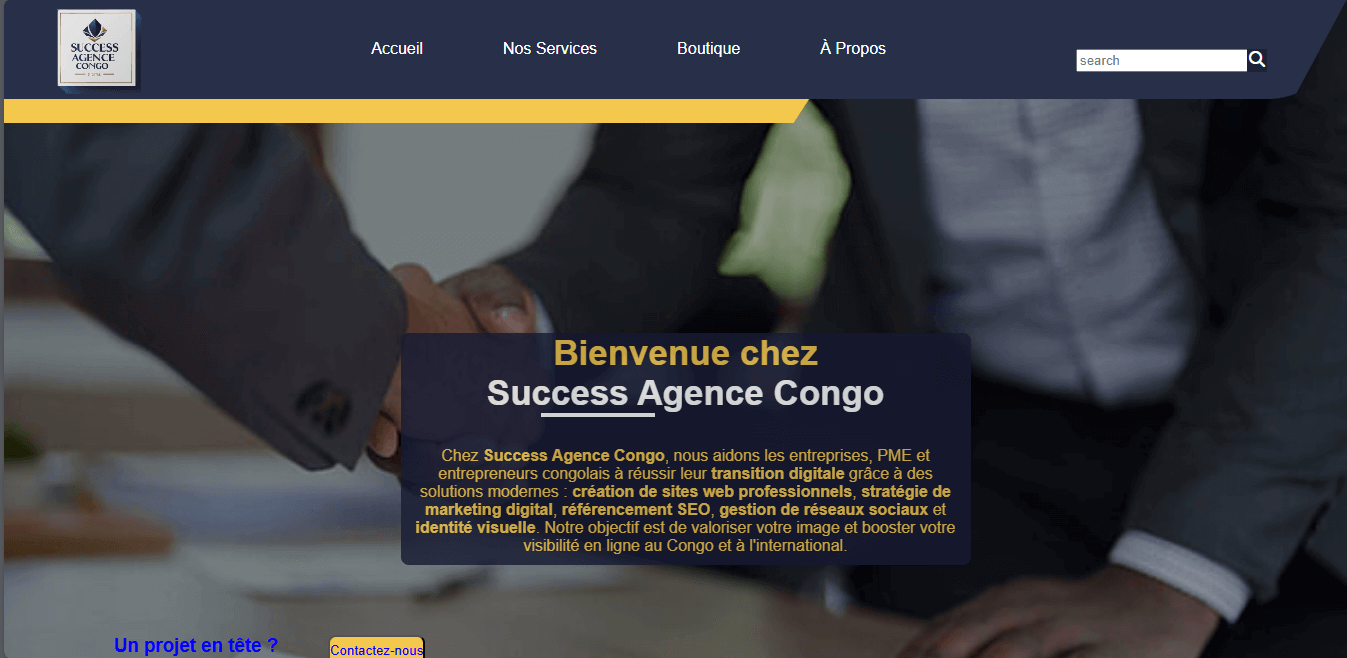 SUCCESS
AGENCE
CONGO
Accueil
Nos Services
Boutique
À Propos
search
Bienvenue chez
Success Agence Congo
Chez Success Agence Congo, nous aidons les entreprises, PME et
entrepreneurs congolais à réussir leur transition digitale grâce à des
solutions modernes : création de sites web professionnels, stratégie de
marketing digital, référencement SEO, gestion de réseaux sociaux et
identité visuelle. Notre objectif est de valoriser votre image et booster votre
visibilité en ligne au Congo et à l'international.
Un projet en tête ?
Contactez-nous